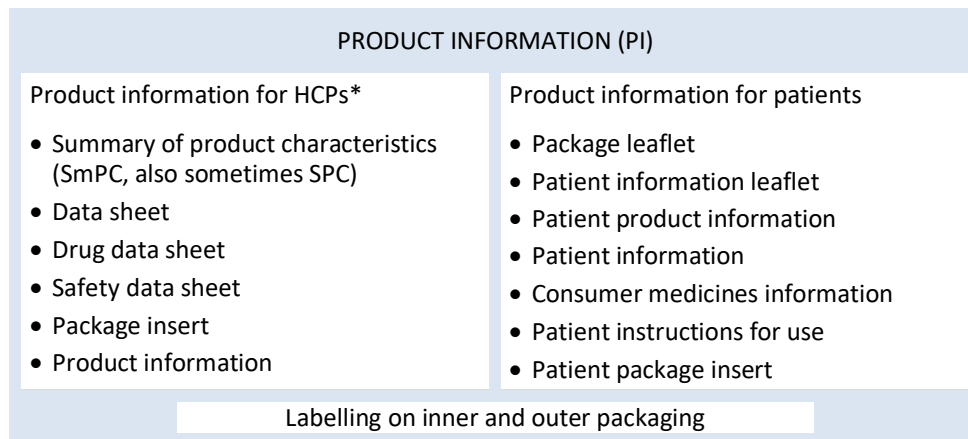 PRODUCT INFORMATION (PI)
Product information for HCPs*
• Summary of product characteristics
(SmPC, also sometimes SPC)
• Data sheet
• Drug data sheet
• Safety data sheet
• Package insert
• Product information
Product information for patients
• Package leaflet
• Patient information leaflet
• Patient product information
• Patient information
• Consumer medicines information
• Patient instructions for use
• Patient package insert
Labelling on inner and outer packaging